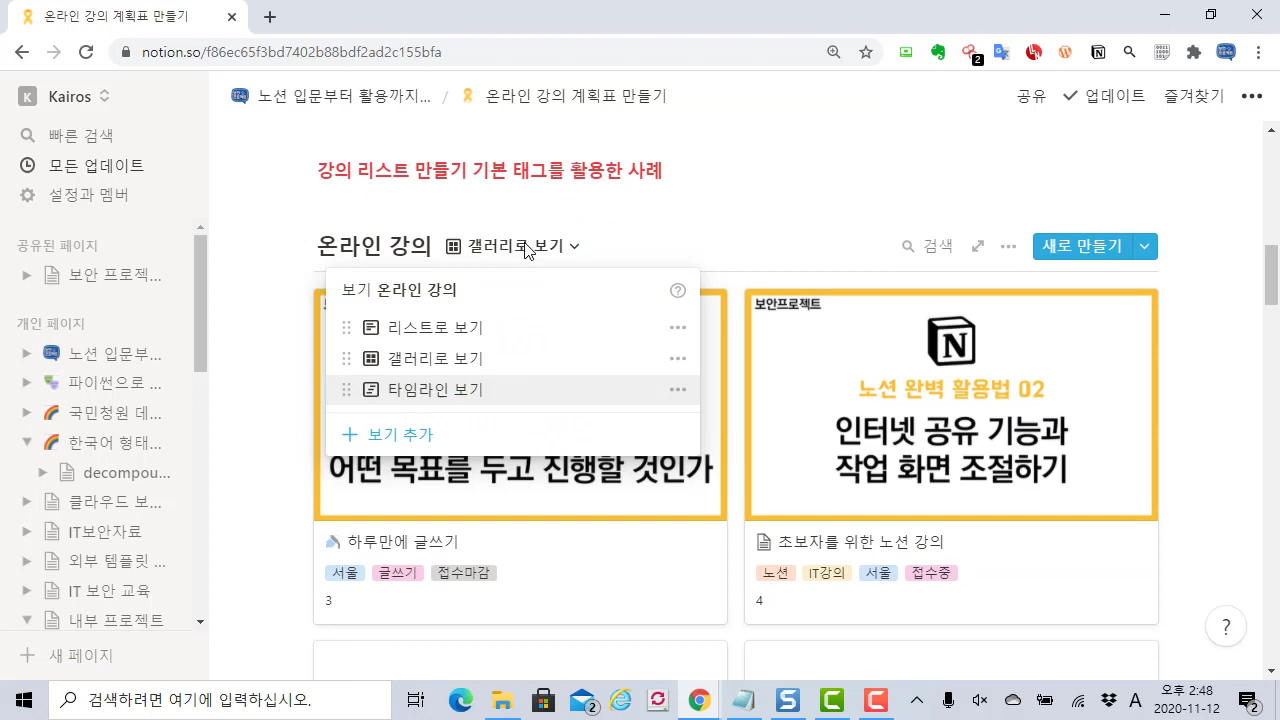 온라인 강의 계획표 만들기
notion.so/f86ec65f3bd7402b88bdf2ad2c155bfa
2
K Kairos
노션 입문부터 활용까지... / 온라인 강의 계획표 만들기
공유 업데이트 즐겨찾기
빠른 검색
모든 업데이트
설정과 멤버
공유된 페이지
보안 프로젝...
개인 페이지
노션 입문부...
파이썬으로 ...
국민청원 데...
한국어 형태...
decompou...
클라우드 보...
IT보안자료
외부 템플릿 ...
IT 보안 교육
내부 프로젝트
새 페이지
강의 리스트 만들기 기본 태그를 활용한 사례
온라인 강의 갤러리로 보기
검색 새로 만들기
보기 온라인 강의
리스트로 보기
갤러리로 보기
타임라인 보기
보기 추가
어떤 목표를 두고 진행할 것인가
하루만에 글쓰기
서울 글쓰기 접수마감
3
보안프로젝트
N
노션 완벽 활용법 02
인터넷 공유 기능과
작업 화면 조절하기
초보자를 위한 노션 강의
노션 IT강의 서울 접수중
4
?
검색하려면 여기에 입력하십시오.
2
A
오후 2:48
2020-11-12
2